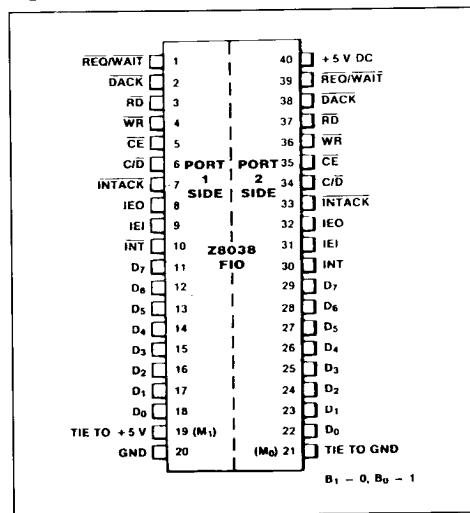 REQ/WAIT 1 40 +5 V DC
DACK 2 39 REQ/WAIT
RD 3 38 DACK
WR 4 37 RD
CE 5 36 WR
PORT PORT 35 CE
C/D 6 1 2 34 C/D
INTACK 7 SIDE SIDE 33 INTACK
IEO 8 32 IEO
IEI 9 31 IEI
INT 10 Z8038 30 INT
FIO
D7 11 29 D7
D6 12 28 D6
D5 13 27 D5
D4 14 26 D4
D3 15 25 D3
D2 16 24 D2
D1 17 23 D1
D0 18 22 D0
TIE TO +5 V 19 (M1) (M0) 21 TIE TO GND
GND 20
B1 – 0, B0 – 1